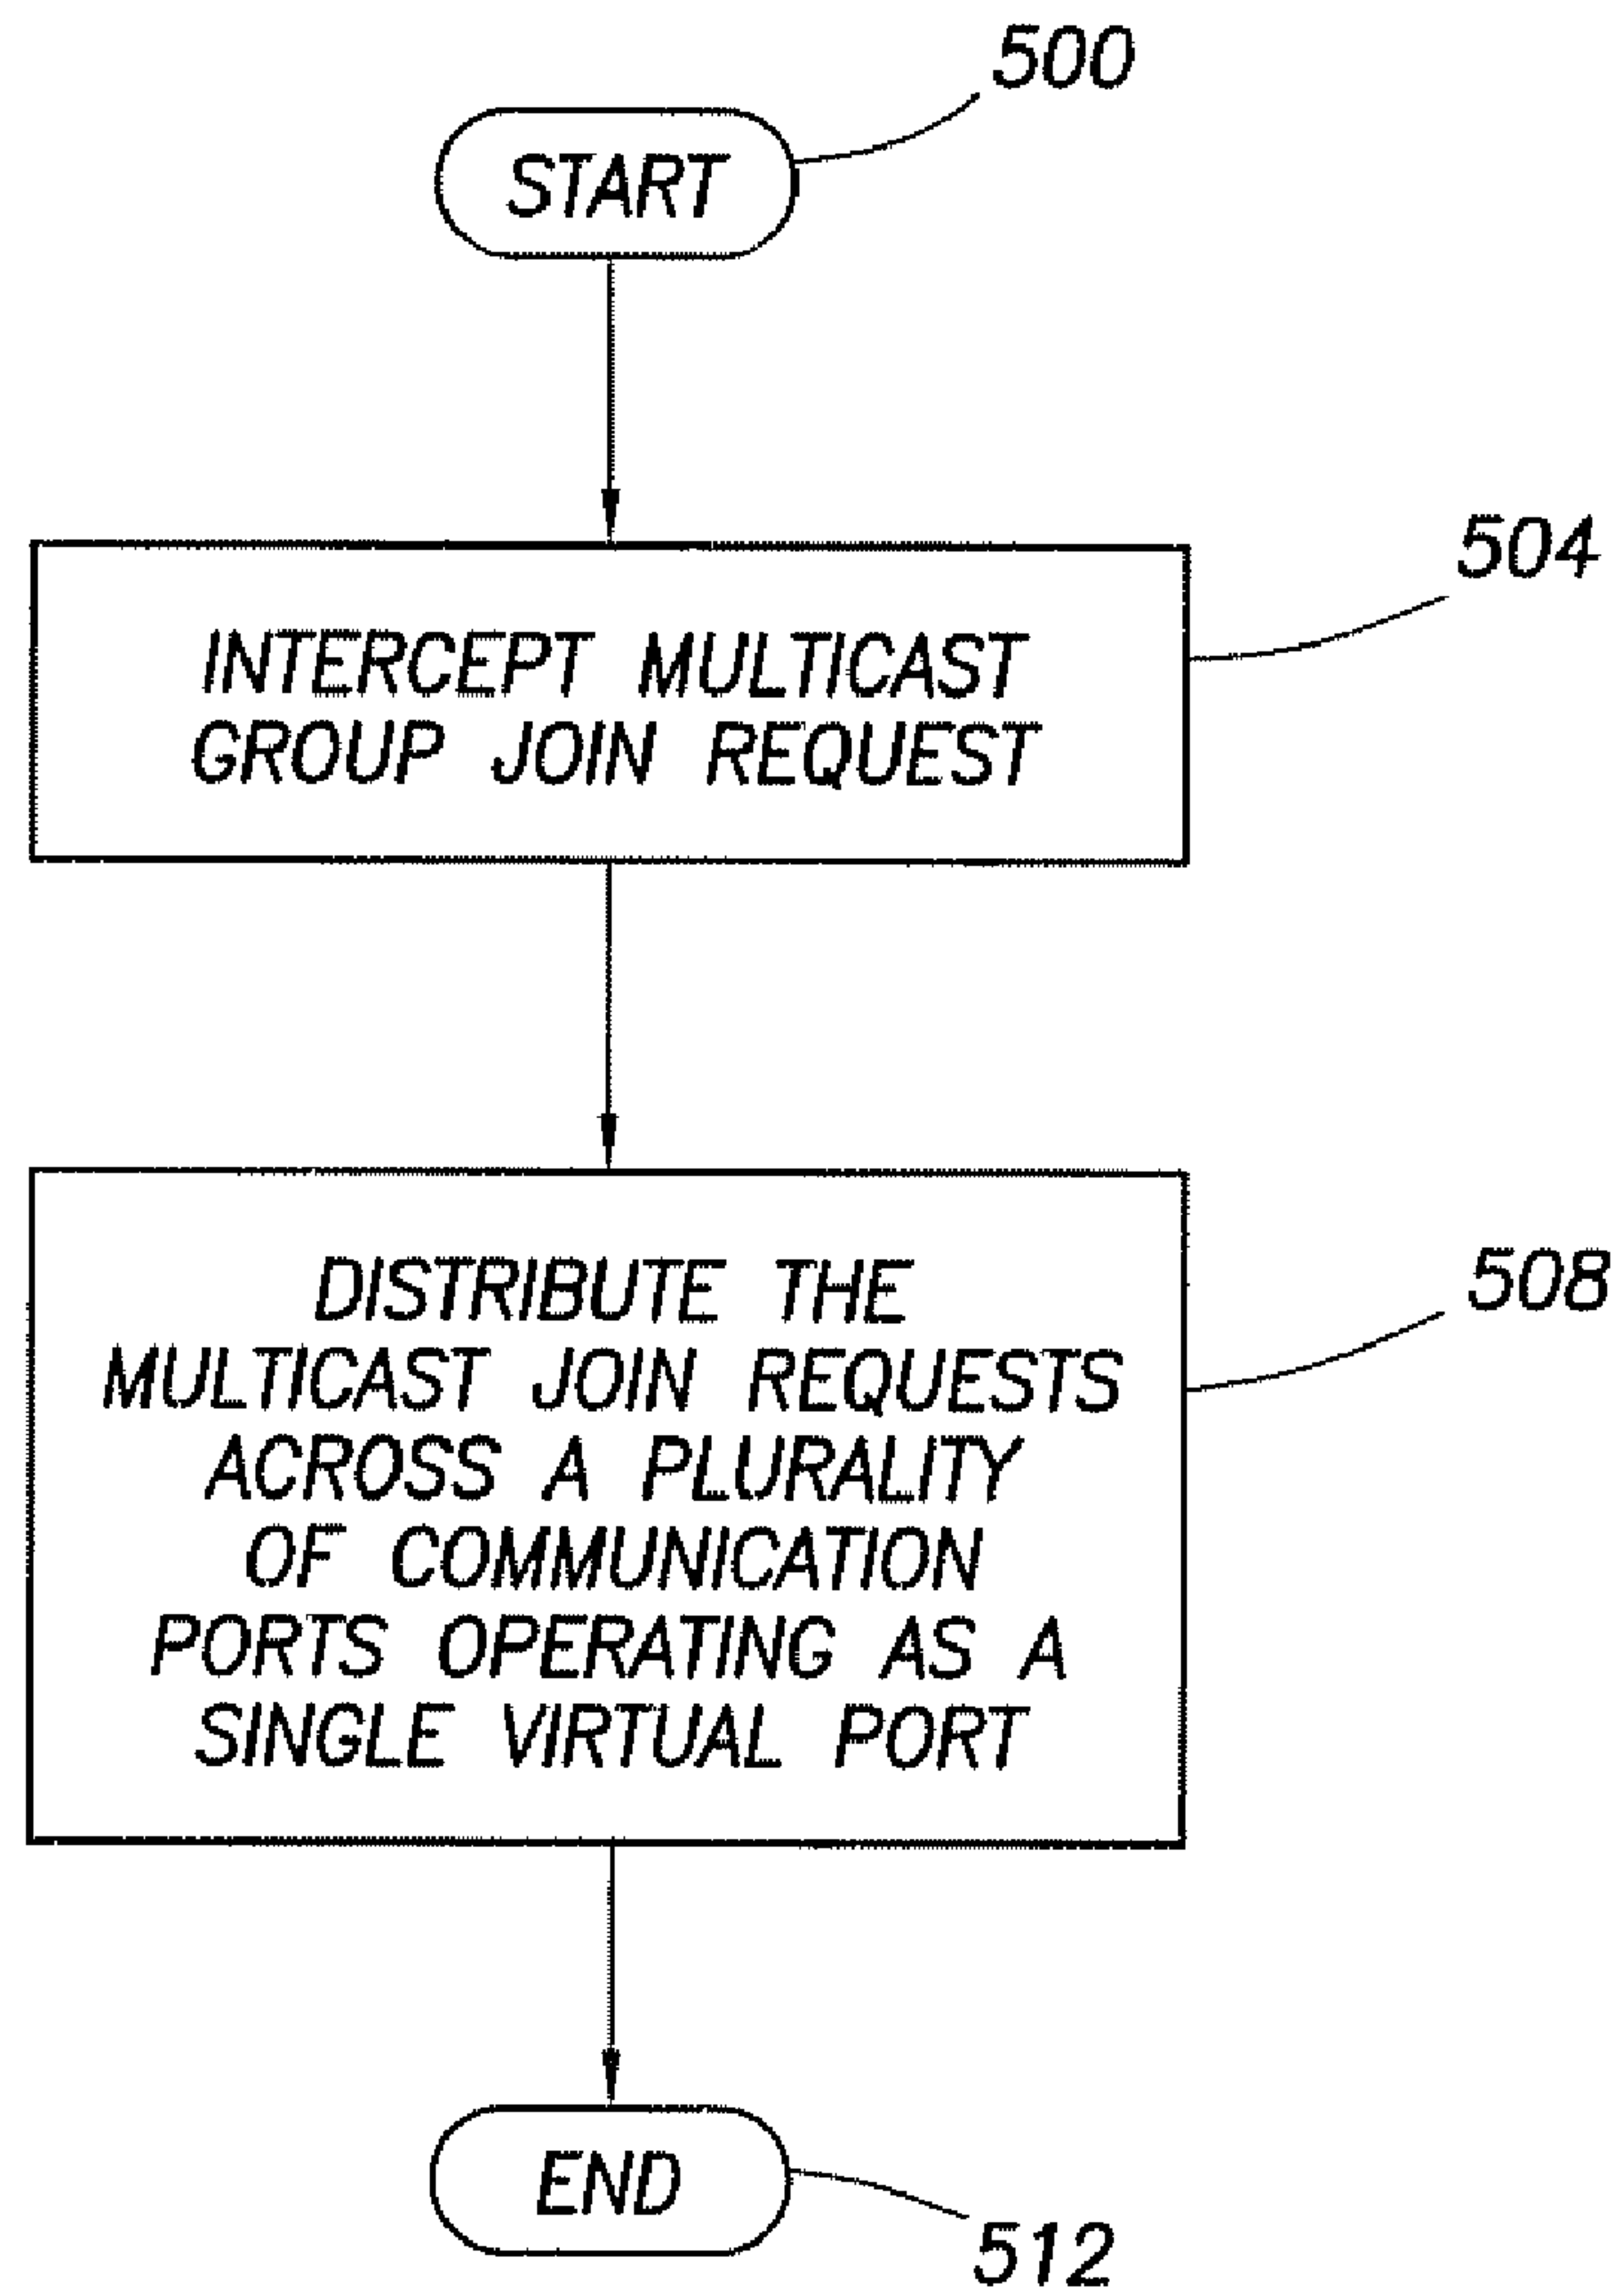 500
START
504
INTERCEPT MULTICAST
GROUP JOIN REQUEST
508
DISTRIBUTE THE
MULTICAST JOIN REQUESTS
ACROSS A PLURALITY
OF COMMUNICATION
PORTS OPERATING AS A
SINGLE VIRTUAL PORT
END
512